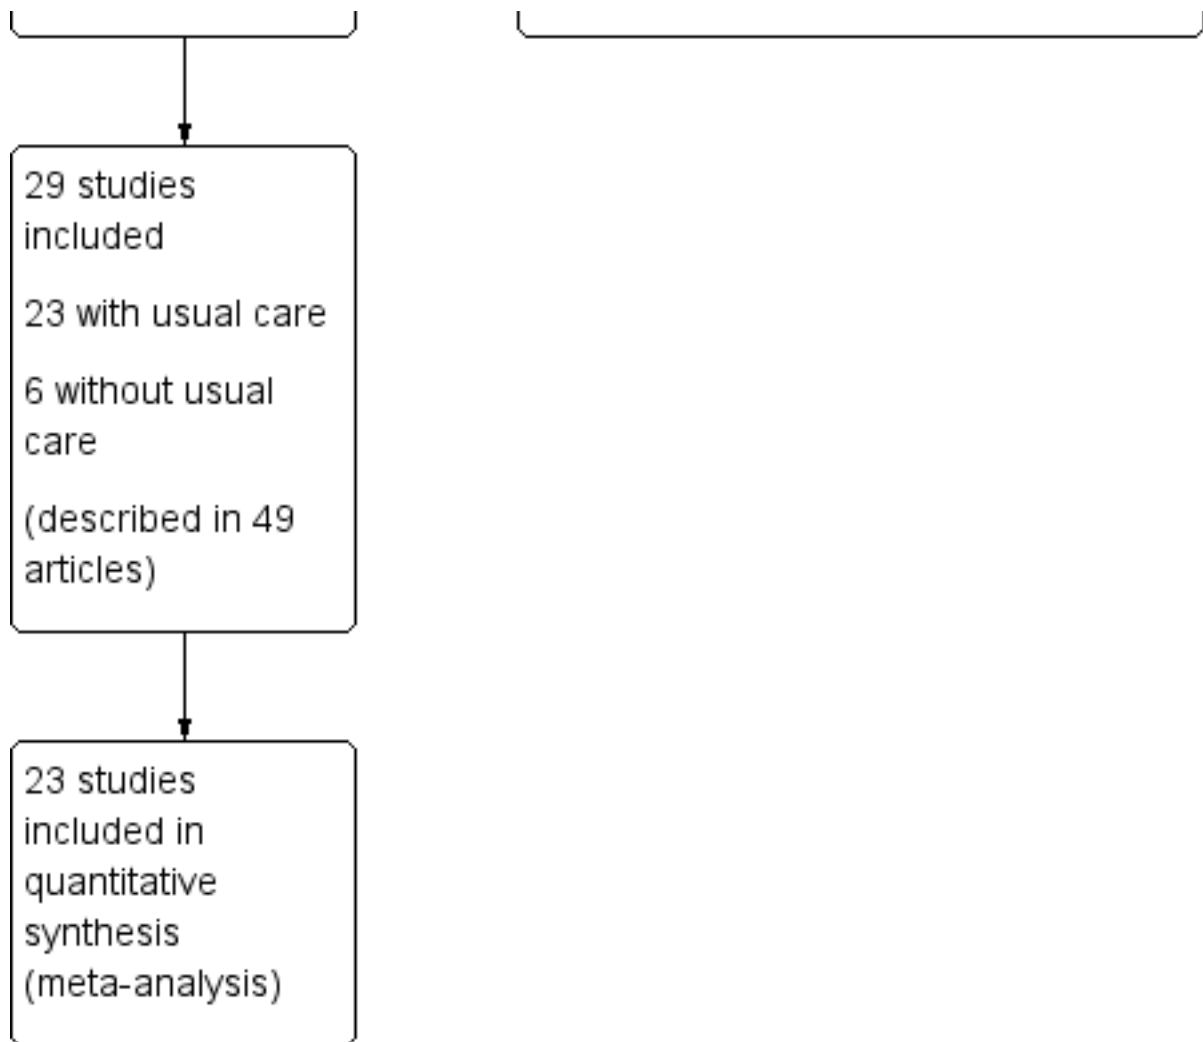 29 studies
included
23 with usual care
6 without usual
care
(described in 49
articles)
23 studies
included in
quantitative
synthesis
(meta-analysis)